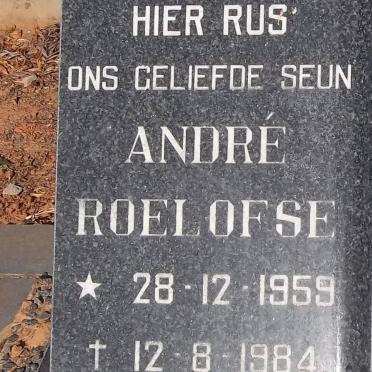 HIER RUS
ONS GELIEFDE SEUN
ANDRÉ
ROELOFSE
★ 28-12-1959
† 12-8-1984